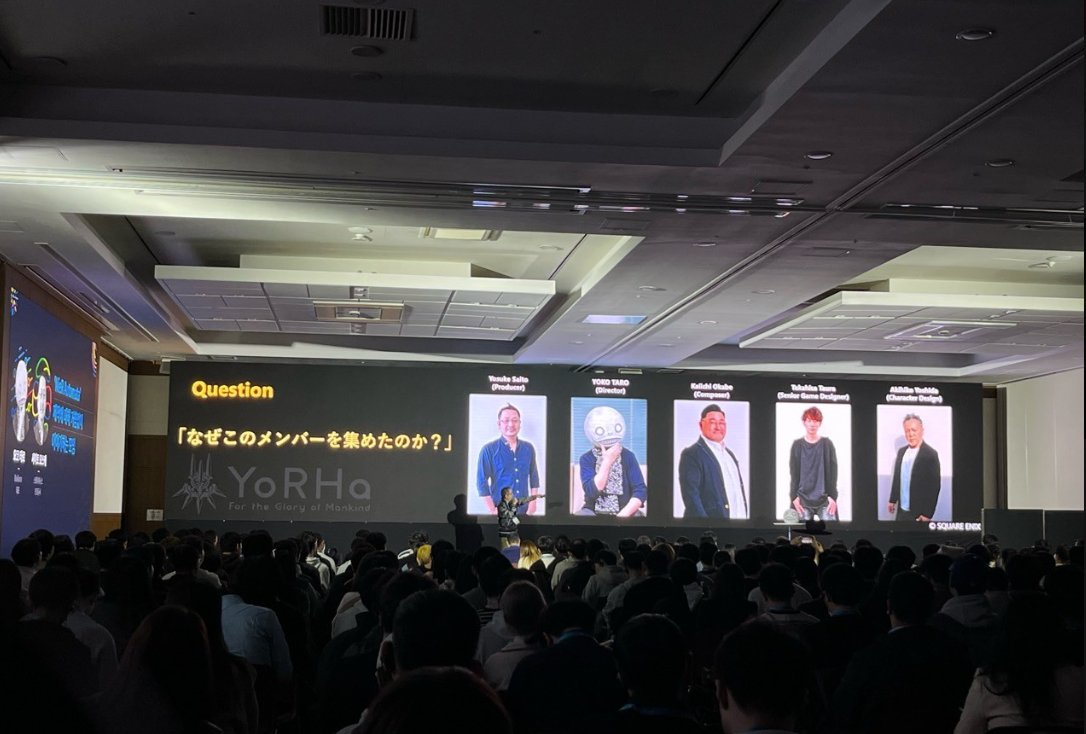 Question
「なぜこのメンバーを集めたのか？」
YoRHa
For the Glory of Mankind
Yosuke Saito
(Producer)
YOKO TARO
(Director)
Keiichi Okabe
(Composer)
Takahisa Taura
(Senior Game Designer)
Akihiko Yoshida
(Character Design)
© SQUARE ENIX